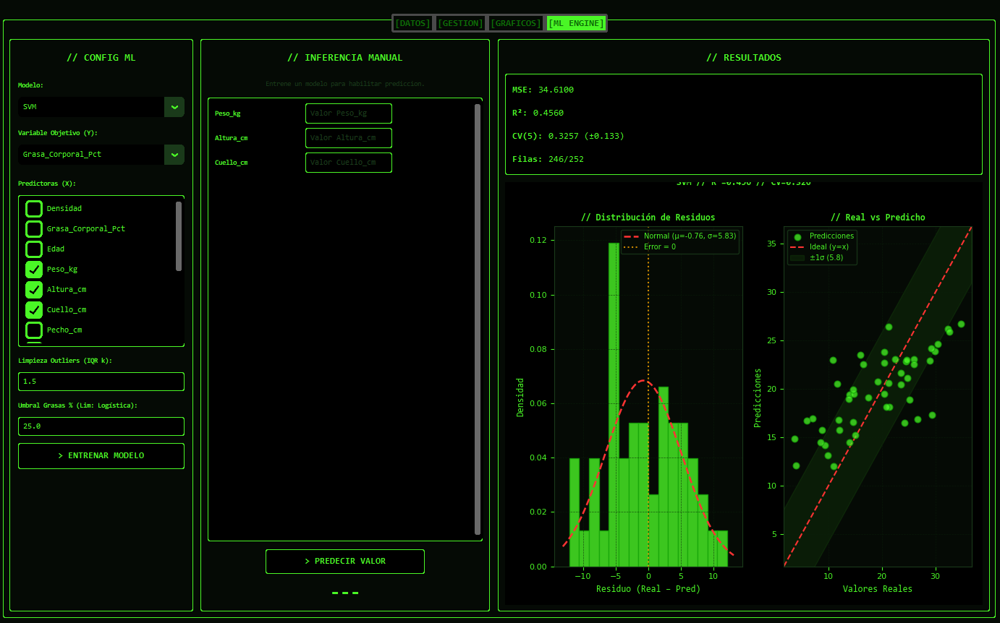 [DATOS] [GESTION] [GRAFICOS] [ML ENGINE]
// CONFIG ML
Modelo:
SVM
Variable Objetivo (Y):
Grasa_Corporal_Pct
Predictoras (X):
Densidad
Grasa_Corporal_Pct
Edad
Peso_kg
Altura_cm
Cuello_cm
Pecho_cm
Limpieza Outliers (IQR k):
1.5
Umbral Grasas % (Lim: Logística):
25.0
> ENTRENAR MODELO
// INFERENCIA MANUAL
Entrene un modelo para habilitar prediccion.
Peso_kg
Valor Peso_kg
Altura_cm
Valor Altura_cm
Cuello_cm
Valor Cuello_cm
> PREDECIR VALOR
---
// RESULTADOS
MSE: 34.6100
R²: 0.4560
CV(5): 0.3257 (±0.133)
Filas: 246/252
SVM // R²=0.456 // CV=0.326
// Distribución de Residuos
Normal (μ=-0.76, σ=5.83)
Error = 0
Densidad
0.12
0.10
0.08
0.06
0.04
0.02
0.00
−10 −5 0 5 10
Residuo (Real − Pred)
// Real vs Predicho
Predicciones
Ideal (y=x)
±1σ (5.8)
Predicciones
35
30
25
20
15
10
5
10 20 30
Valores Reales